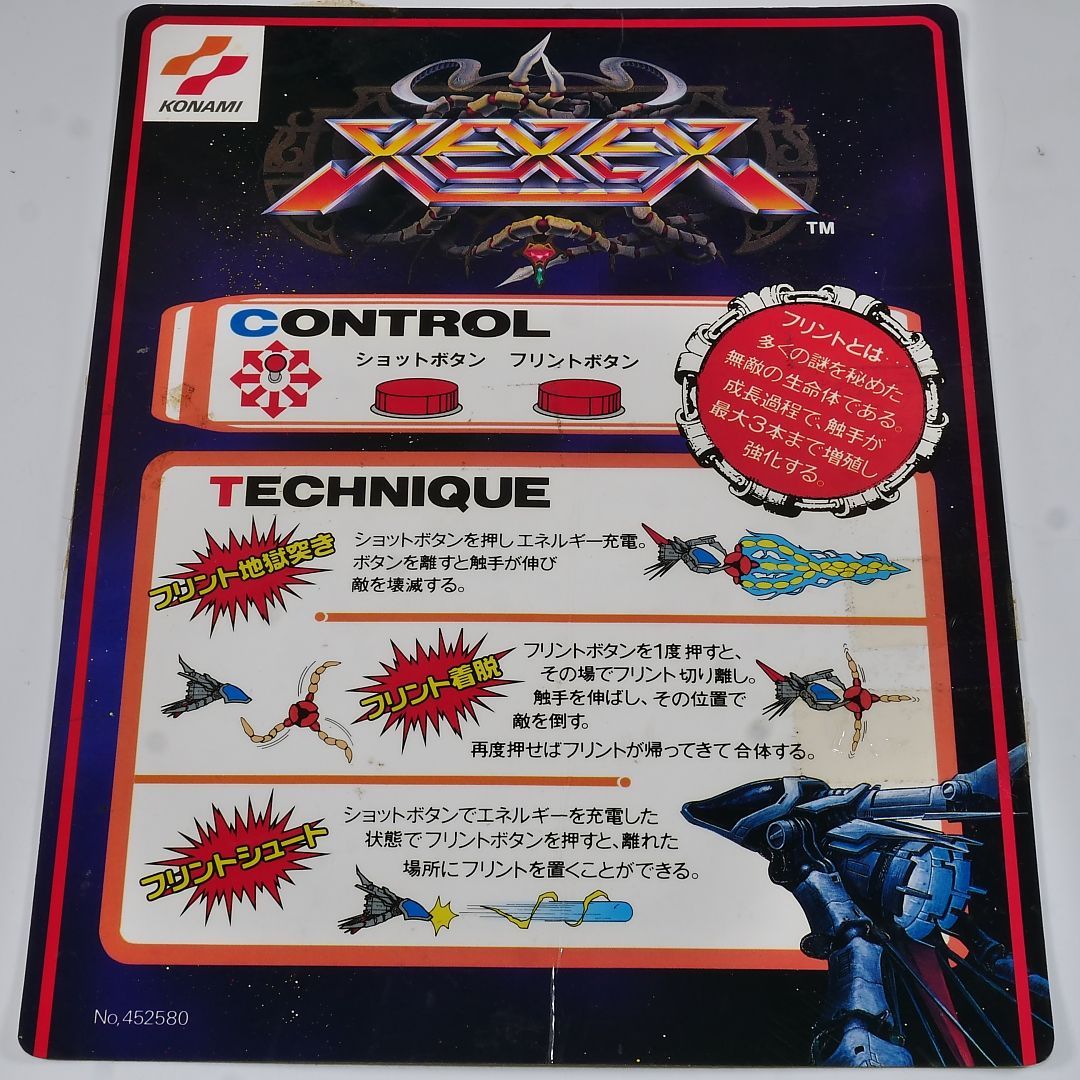 KONAMI
XEXEX
TM
CONTROL
ショットボタン フリントボタン
フリントとは…
多くの謎を秘めた
無敵の生命体である。
成長過程で、触手が
最大3本まで増殖し
強化する。
TECHNIQUE
フリント地獄突き
ショットボタンを押しエネルギー充電。
ボタンを離すと触手が伸び
敵を壊滅する。
フリント着脱
フリントボタンを1度押すと、
その場でフリント切り離し。
触手を伸ばし、その位置で
敵を倒す。
再度押せばフリントが帰ってきて合体する。
フリントシュート
ショットボタンでエネルギーを充電した
状態でフリントボタンを押すと、離れた
場所にフリントを置くことができる。
No,452580